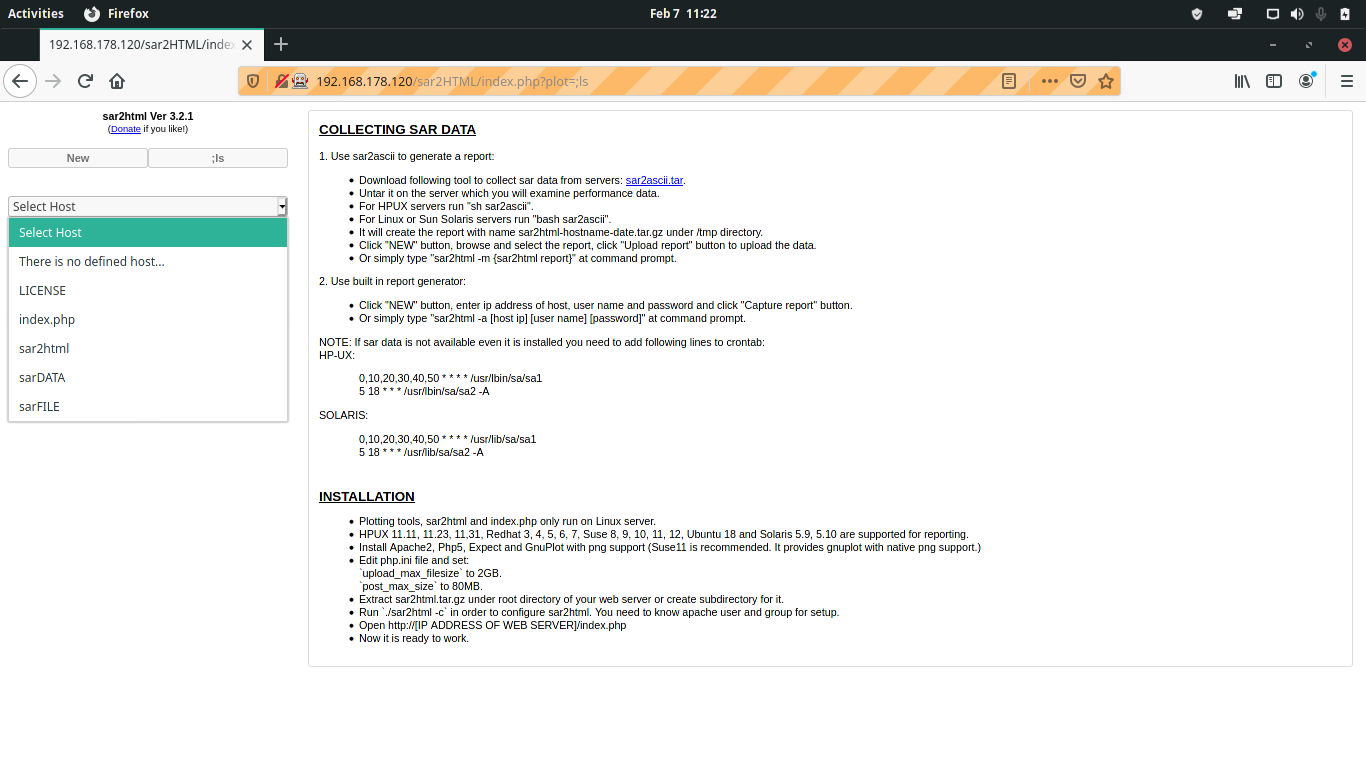 Activities Firefox Feb 7 11:22
192.168.178.120/sar2HTML/index
192.168.178.120/sar2HTML/index.php?plot=;ls
sar2html Ver 3.2.1
(Donate if you like!)
New ;ls
Select Host
Select Host
There is no defined host...
LICENSE
index.php
sar2html
sarDATA
sarFILE
COLLECTING SAR DATA
1. Use sar2ascii to generate a report:
Download following tool to collect sar data from servers: sar2ascii.tar.
Untar it on the server which you will examine performance data.
For HPUX servers run "sh sar2ascii".
For Linux or Sun Solaris servers run "bash sar2ascii".
It will create the report with name sar2html-hostname-date.tar.gz under /tmp directory.
Click "NEW" button, browse and select the report, click "Upload report" button to upload the data.
Or simply type "sar2html -m {sar2html report}" at command prompt.
2. Use built in report generator:
Click "NEW" button, enter ip address of host, user name and password and click "Capture report" button.
Or simply type "sar2html -a [host ip] [user name] [password]" at command prompt.
NOTE: If sar data is not available even it is installed you need to add following lines to crontab:
HP-UX:
0,10,20,30,40,50 * * * * /usr/lbin/sa/sa1
5 18 * * * /usr/lbin/sa/sa2 -A
SOLARIS:
0,10,20,30,40,50 * * * * /usr/lib/sa/sa1
5 18 * * * /usr/lib/sa/sa2 -A
INSTALLATION
Plotting tools, sar2html and index.php only run on Linux server.
HPUX 11.11, 11.23, 11,31, Redhat 3, 4, 5, 6, 7, Suse 8, 9, 10, 11, 12, Ubuntu 18 and Solaris 5.9, 5.10 are supported for reporting.
Install Apache2, Php5, Expect and GnuPlot with png support (Suse11 is recommended. It provides gnuplot with native png support.)
Edit php.ini file and set:
`upload_max_filesize` to 2GB.
`post_max_size` to 80MB.
Extract sar2html.tar.gz under root directory of your web server or create subdirectory for it.
Run `./sar2html -c` in order to configure sar2html. You need to know apache user and group for setup.
Open http://[IP ADDRESS OF WEB SERVER]/index.php
Now it is ready to work.